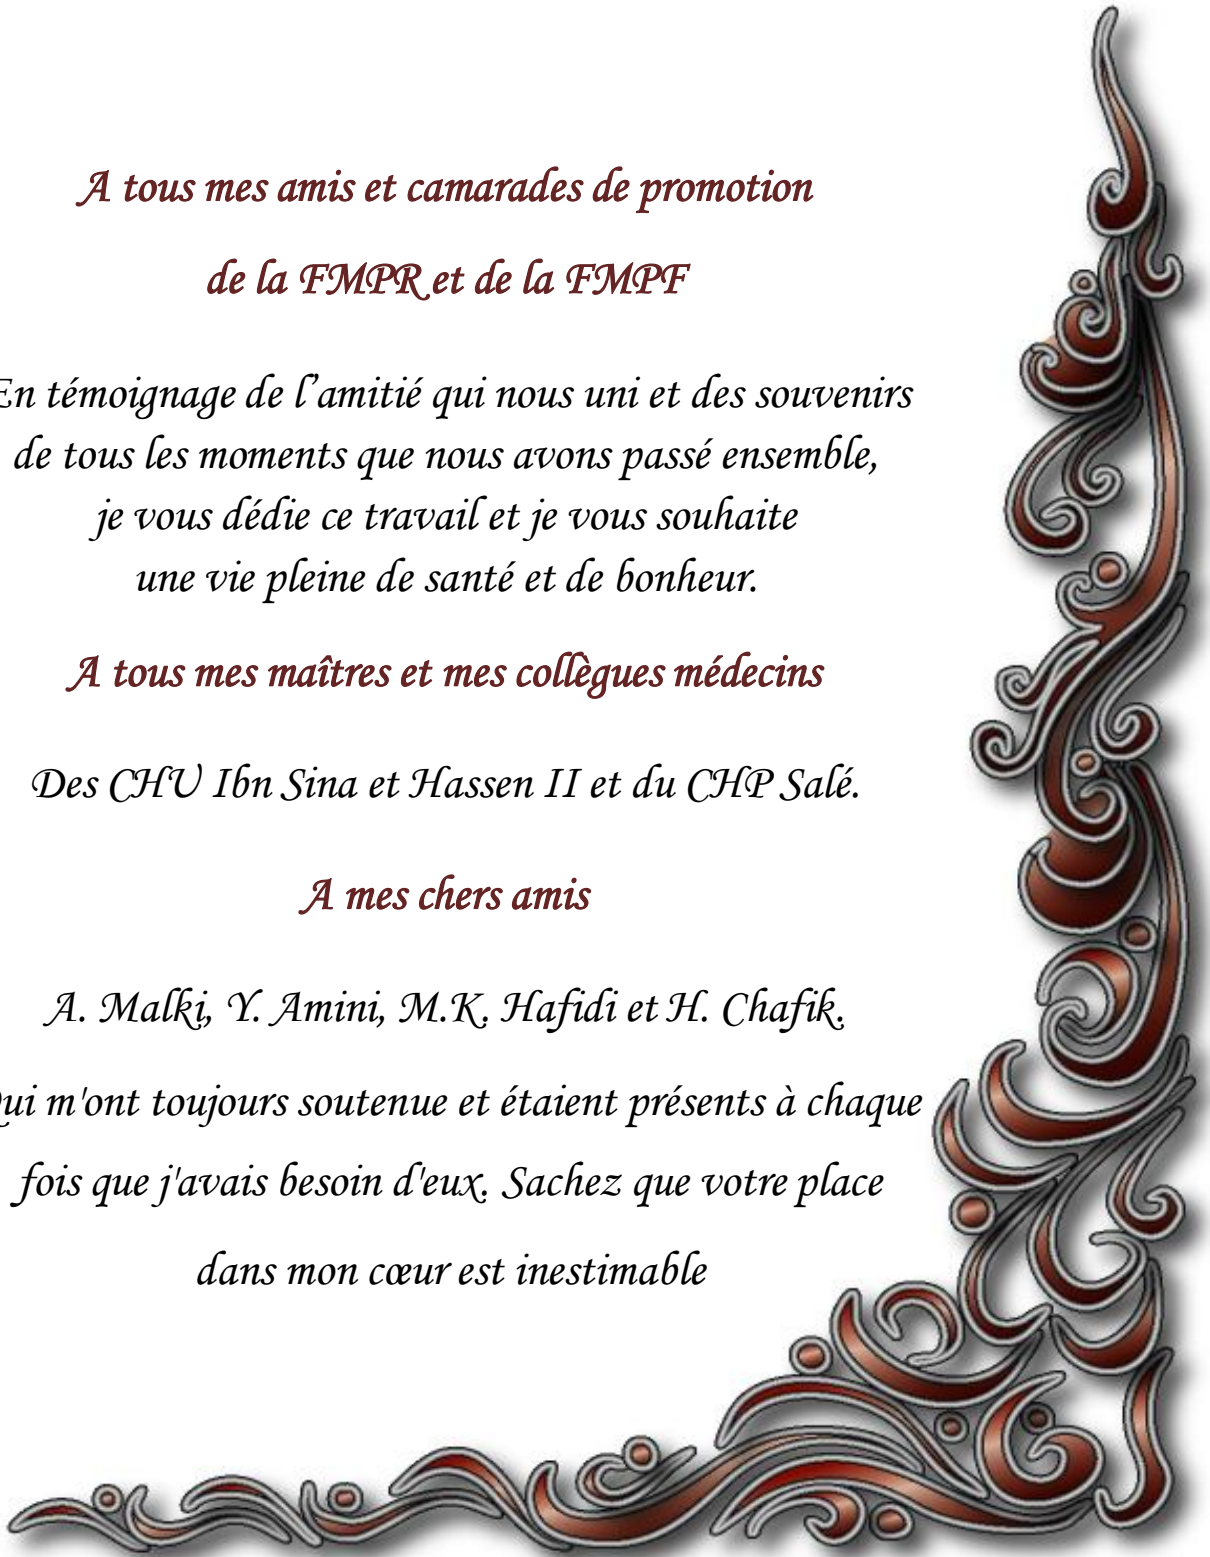 A tous mes amis et camarades de promotion
de la FMPR et de la FMPF
En témoignage de l’amitié qui nous uni et des souvenirs
de tous les moments que nous avons passé ensemble,
je vous dédie ce travail et je vous souhaite
une vie pleine de santé et de bonheur.
A tous mes maîtres et mes collègues médecins
Des CHU Ibn Sina et Hassen II et du CHP Salé.
A mes chers amis
A. Malki, Y. Amini, M.K. Hafidi et H. Chafik.
Qui m'ont toujours soutenue et étaient présents à chaque
fois que j'avais besoin d'eux. Sachez que votre place
dans mon cœur est inestimable